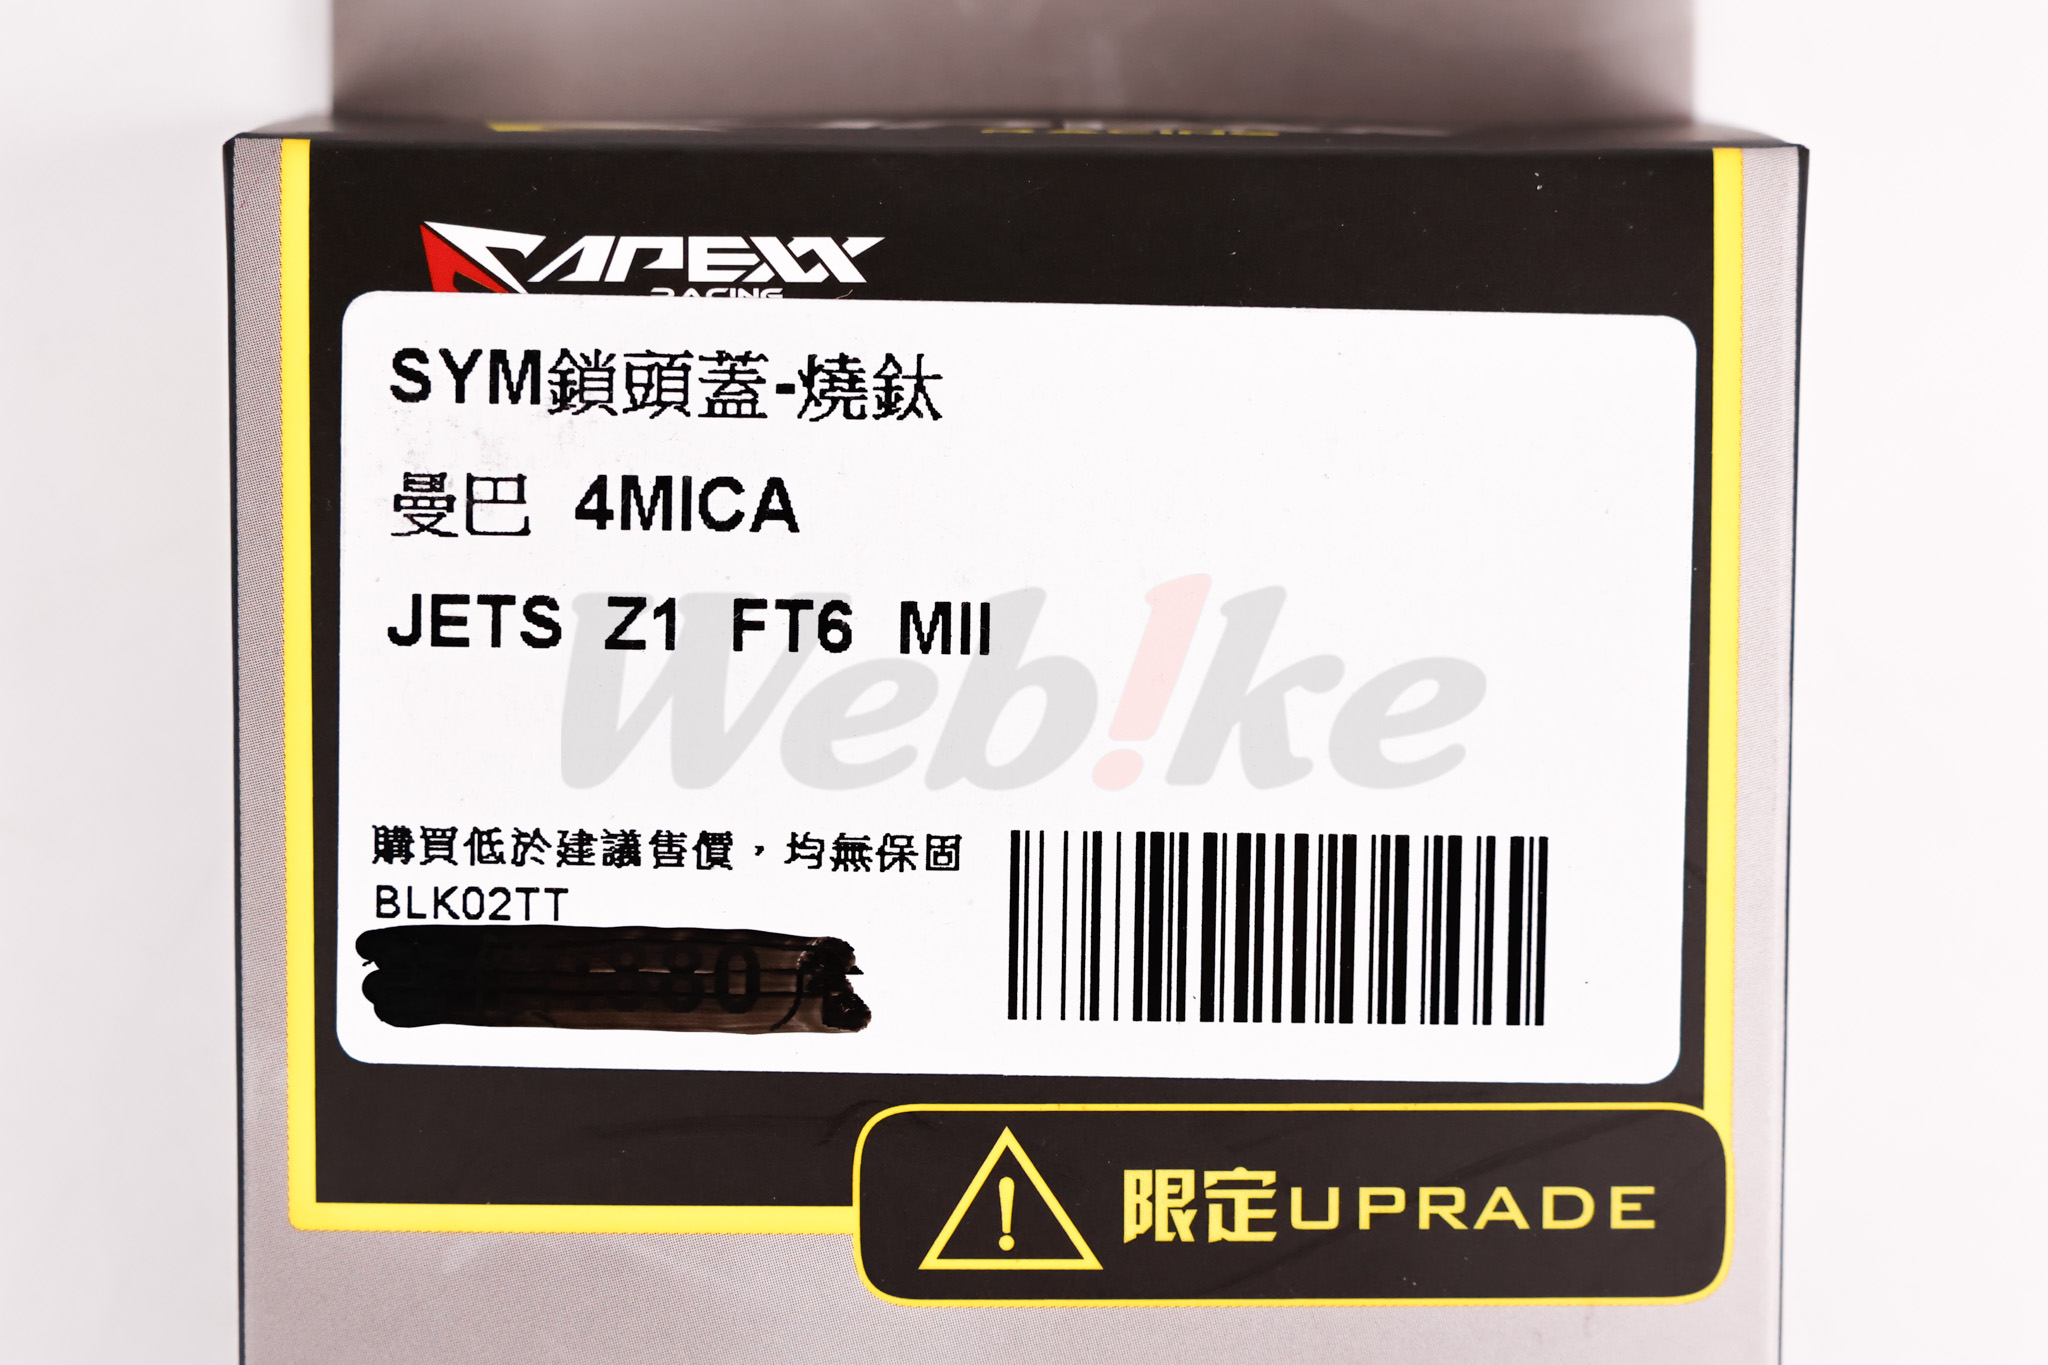 APEXX
RACING
SYM鎖頭蓋-燒鈦
曼巴 4MICA
JETS Z1 FT6 MII
Web!ke
購買低於建議售價，均無保固
BLK02TT
限定UPRADE